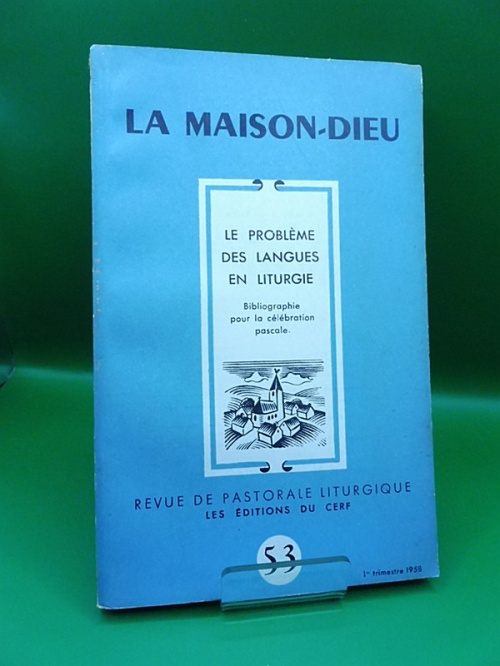 LA MAISON-DIEU
LE PROBLÈME
DES LANGUES
EN LITURGIE
Bibliographie
pour la célébration
pascale.
REVUE DE PASTORALE LITURGIQUE
LES ÉDITIONS DU CERF
53
1er trimestre 1958